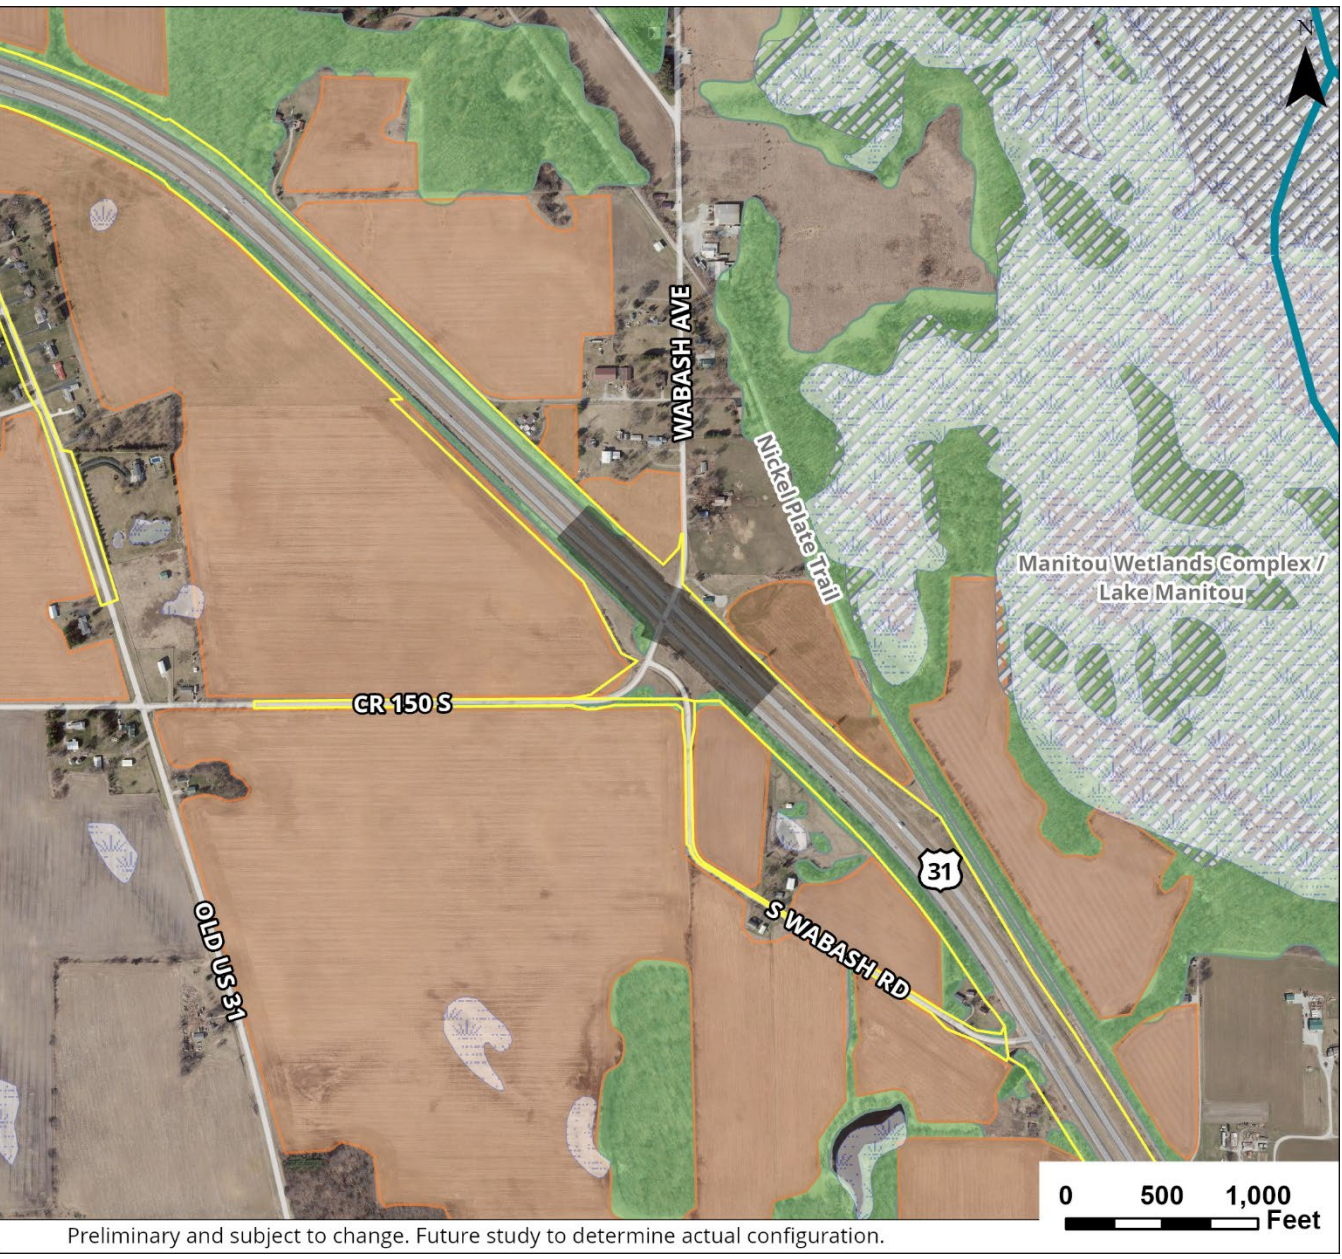 N
WABASH AVE
Nickel Plate Trail
Manitou Wetlands Complex /
Lake Manitou
CR 150 S
31
S WABASH RD
OLD US 31
0 500 1,000
Feet
Preliminary and subject to change. Future study to determine actual configuration.